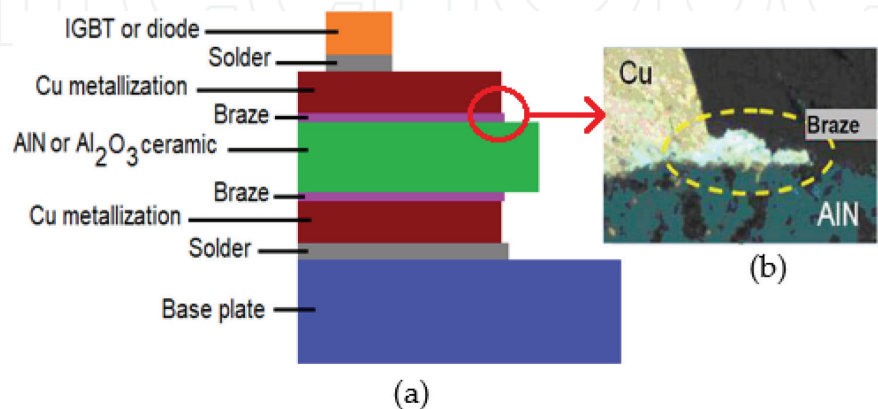 IGBT or diode
Solder
Cu metallization
Braze
AlN or Al2O3 ceramic
Braze
Cu metallization
Solder
Base plate
(a)
Cu
Braze
AlN
(b)